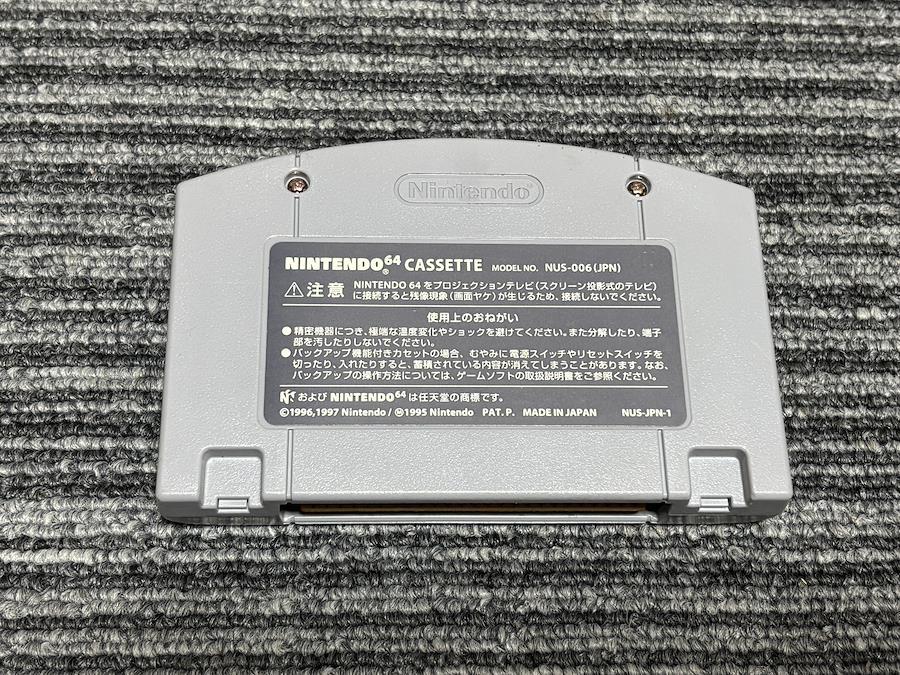 Nintendo®
NINTENDO64® CASSETTE MODEL NO. NUS-006(JPN)
⚠注意 NINTENDO 64 をプロジェクションテレビ(スクリーン投影式のテレビ)
に接続すると残像現象(画面ヤケ)が生じるため、接続しないでください。
使用上のおねがい
●精密機器につき、極端な温度変化やショックを避けてください。また分解したり、端子
部を汚したりしないでください。
●バックアップ機能付きカセットの場合、むやみに電源スイッチやリセットスイッチを
切ったり、入れたりすると、蓄積されている内容が消えてしまうことがあります。なお、
バックアップの操作方法については、ゲームソフトの取扱説明書をご参照ください。
および NINTENDO64 は任天堂の商標です。
©1996,1997 Nintendo/Ⓜ1995 Nintendo PAT. P. MADE IN JAPAN NUS-JPN-1